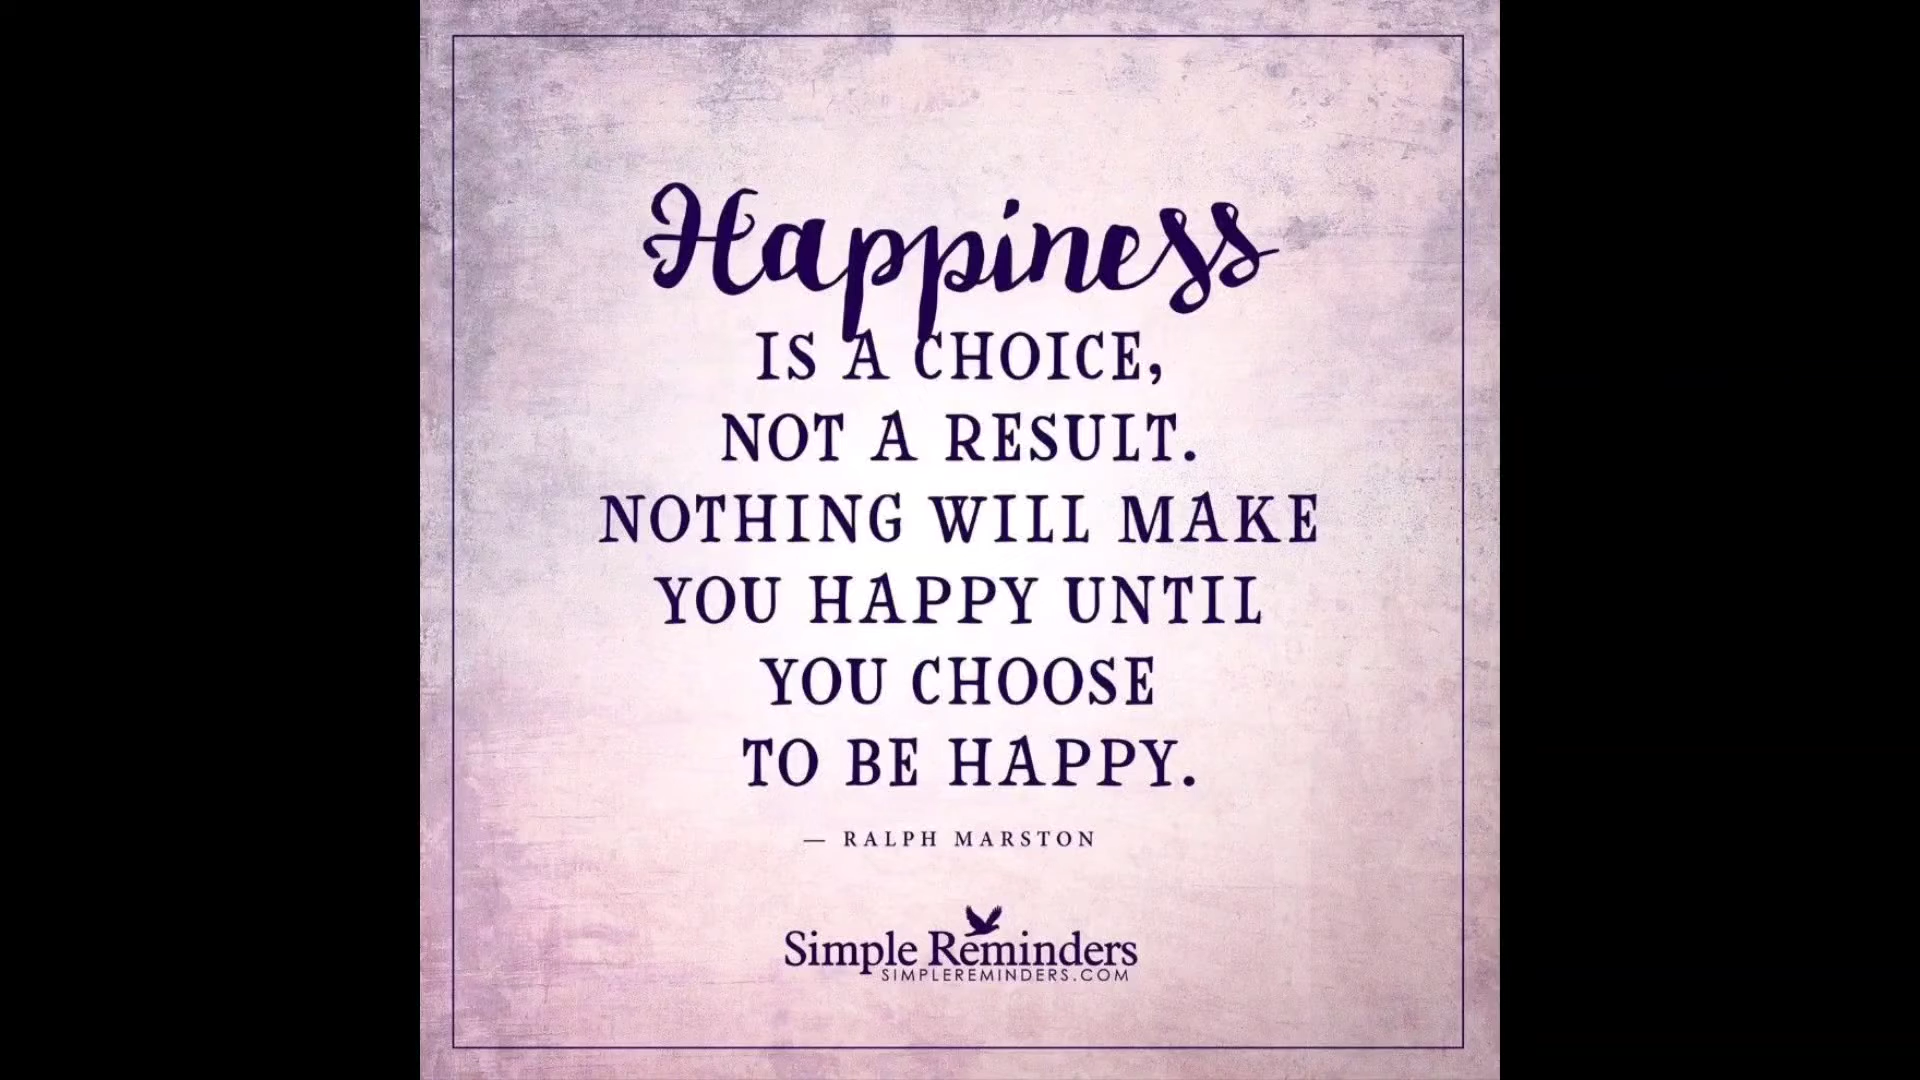 Happiness
IS A CHOICE,
NOT A RESULT.
NOTHING WILL MAKE
YOU HAPPY UNTIL
YOU CHOOSE
TO BE HAPPY.
— RALPH MARSTON
Simple Reminders
SIMPLEREMINDERS.COM